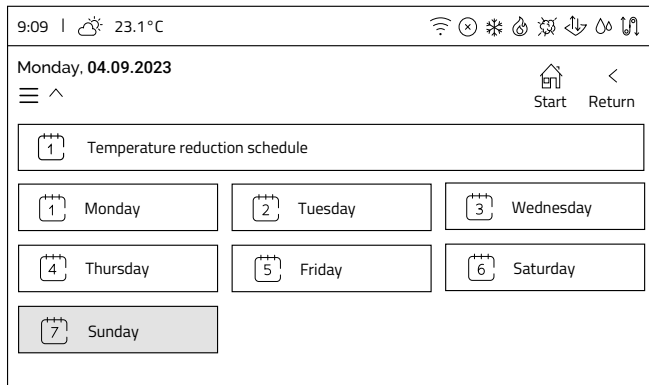 9:09 | 23.1°C
Monday, 04.09.2023
Start Return
1 Temperature reduction schedule
1 Monday 2 Tuesday 3 Wednesday
4 Thursday 5 Friday 6 Saturday
7 Sunday